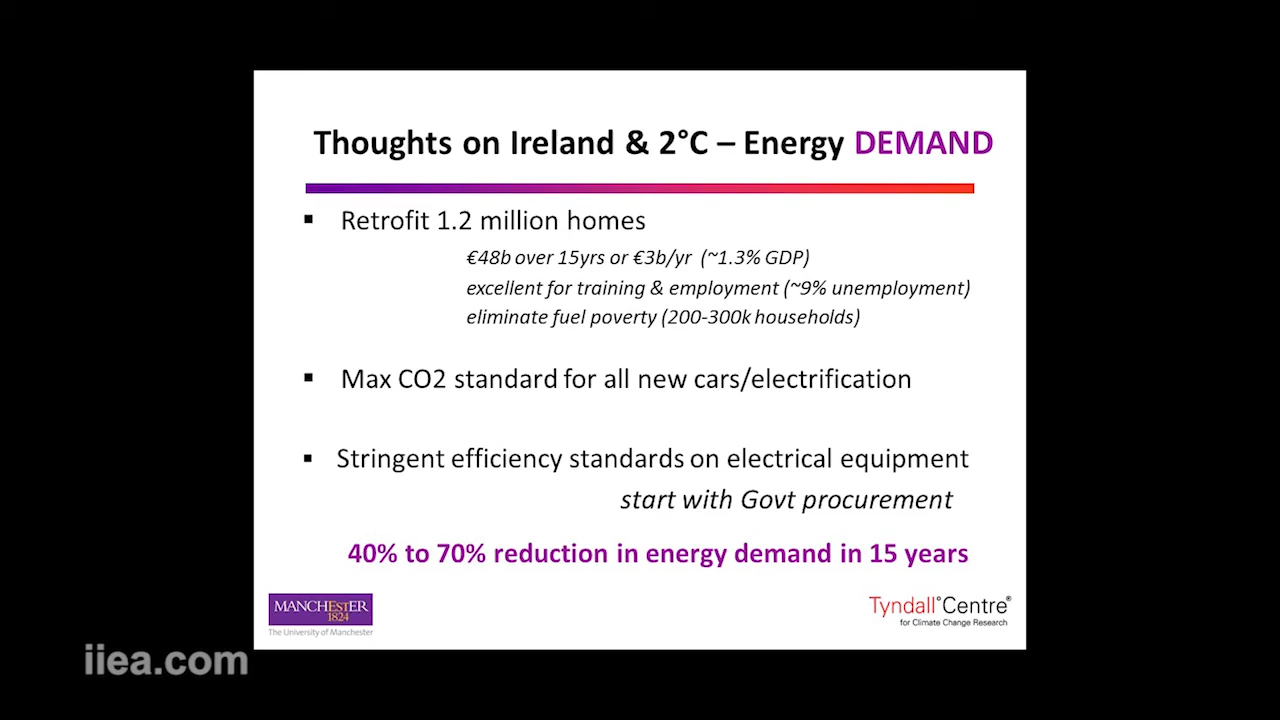 Thoughts on Ireland & 2°C – Energy DEMAND
▪ Retrofit 1.2 million homes
€48b over 15yrs or €3b/yr (~1.3% GDP)
excellent for training & employment (~9% unemployment)
eliminate fuel poverty (200-300k households)
▪ Max CO2 standard for all new cars/electrification
▪ Stringent efficiency standards on electrical equipment
start with Govt procurement
40% to 70% reduction in energy demand in 15 years
MANCHESTER
1824
The University of Manchester
Tyndall°Centre®
for Climate Change Research
iiea.com